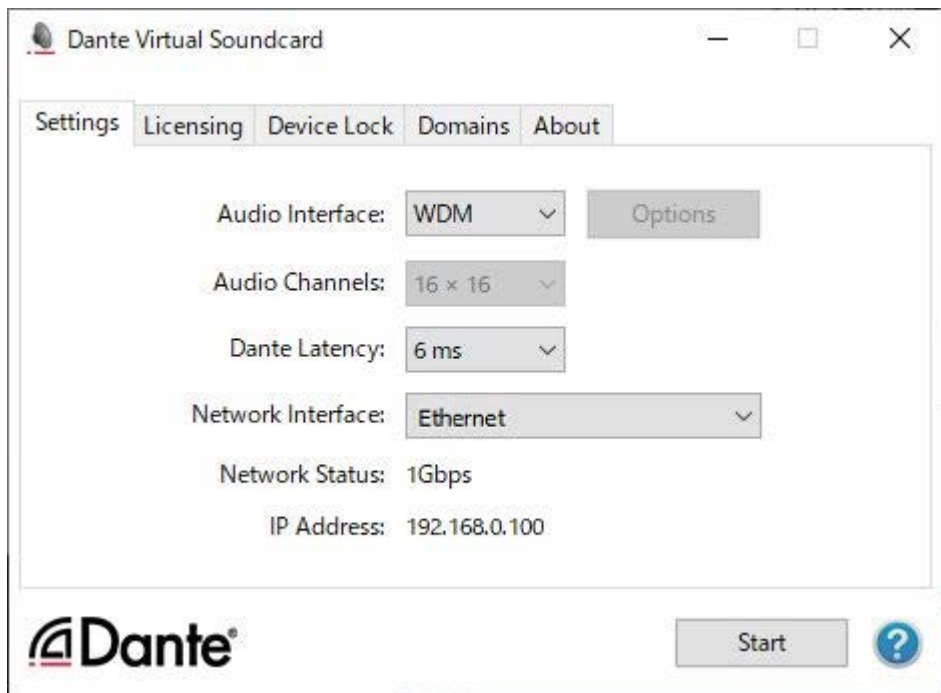 Dante Virtual Soundcard
Settings Licensing Device Lock Domains About
Audio Interface: WDM Options
Audio Channels: 16 × 16
Dante Latency: 6 ms
Network Interface: Ethernet
Network Status: 1Gbps
IP Address: 192.168.0.100
Dante® Start ?